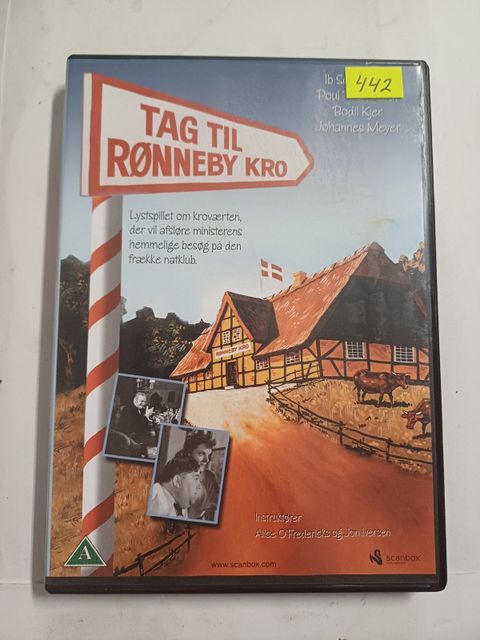 Ib
442
Poul
Bodil Kjer
Johannes Meyer
TAG TIL
RØNNEBY KRO
Lystspillet om kroværten,
der vil afsløre ministerens
hemmelige besøg på den
frække natklub.
RØNNEBY KRO
Instruktører
Alice O'Fredericks og Jon Iversen
A
www.scanbox.com
scanbox